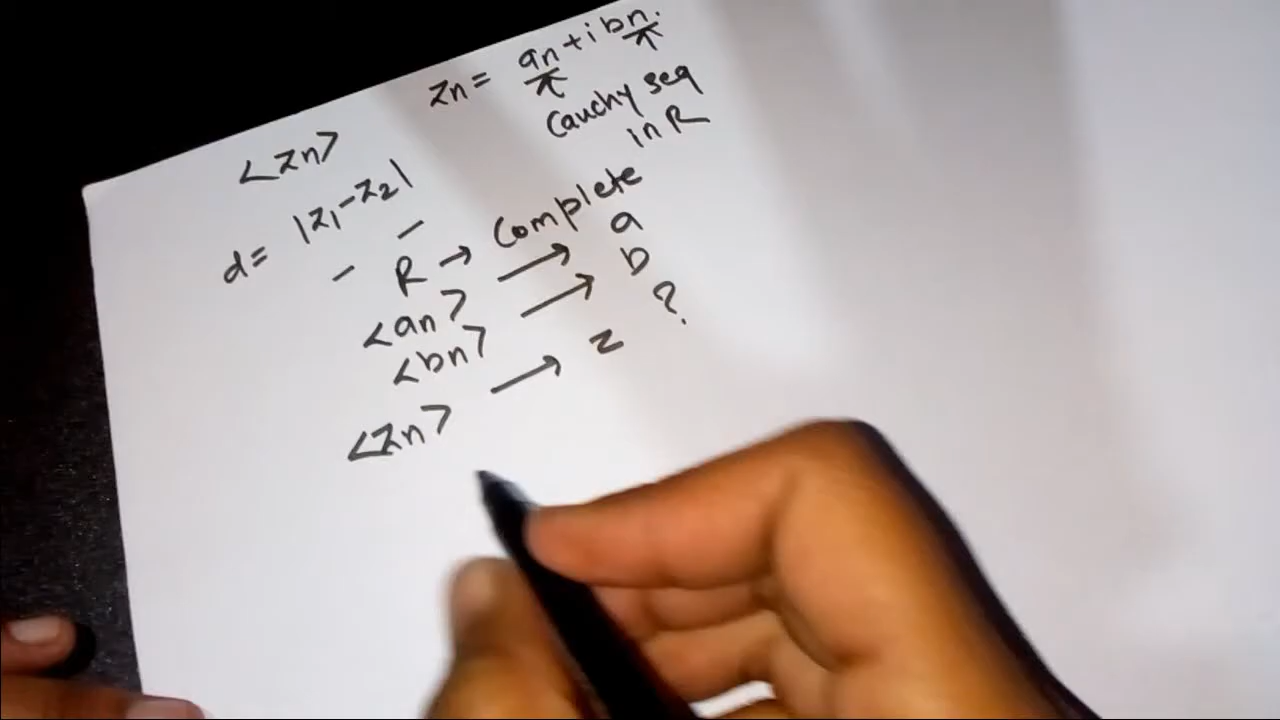 zn = an + i bn.
Cauchy seq
in R
<zn>
d = |z1 - z2|
R → Complete
<an> → a
<bn> → b
<zn> → z ?